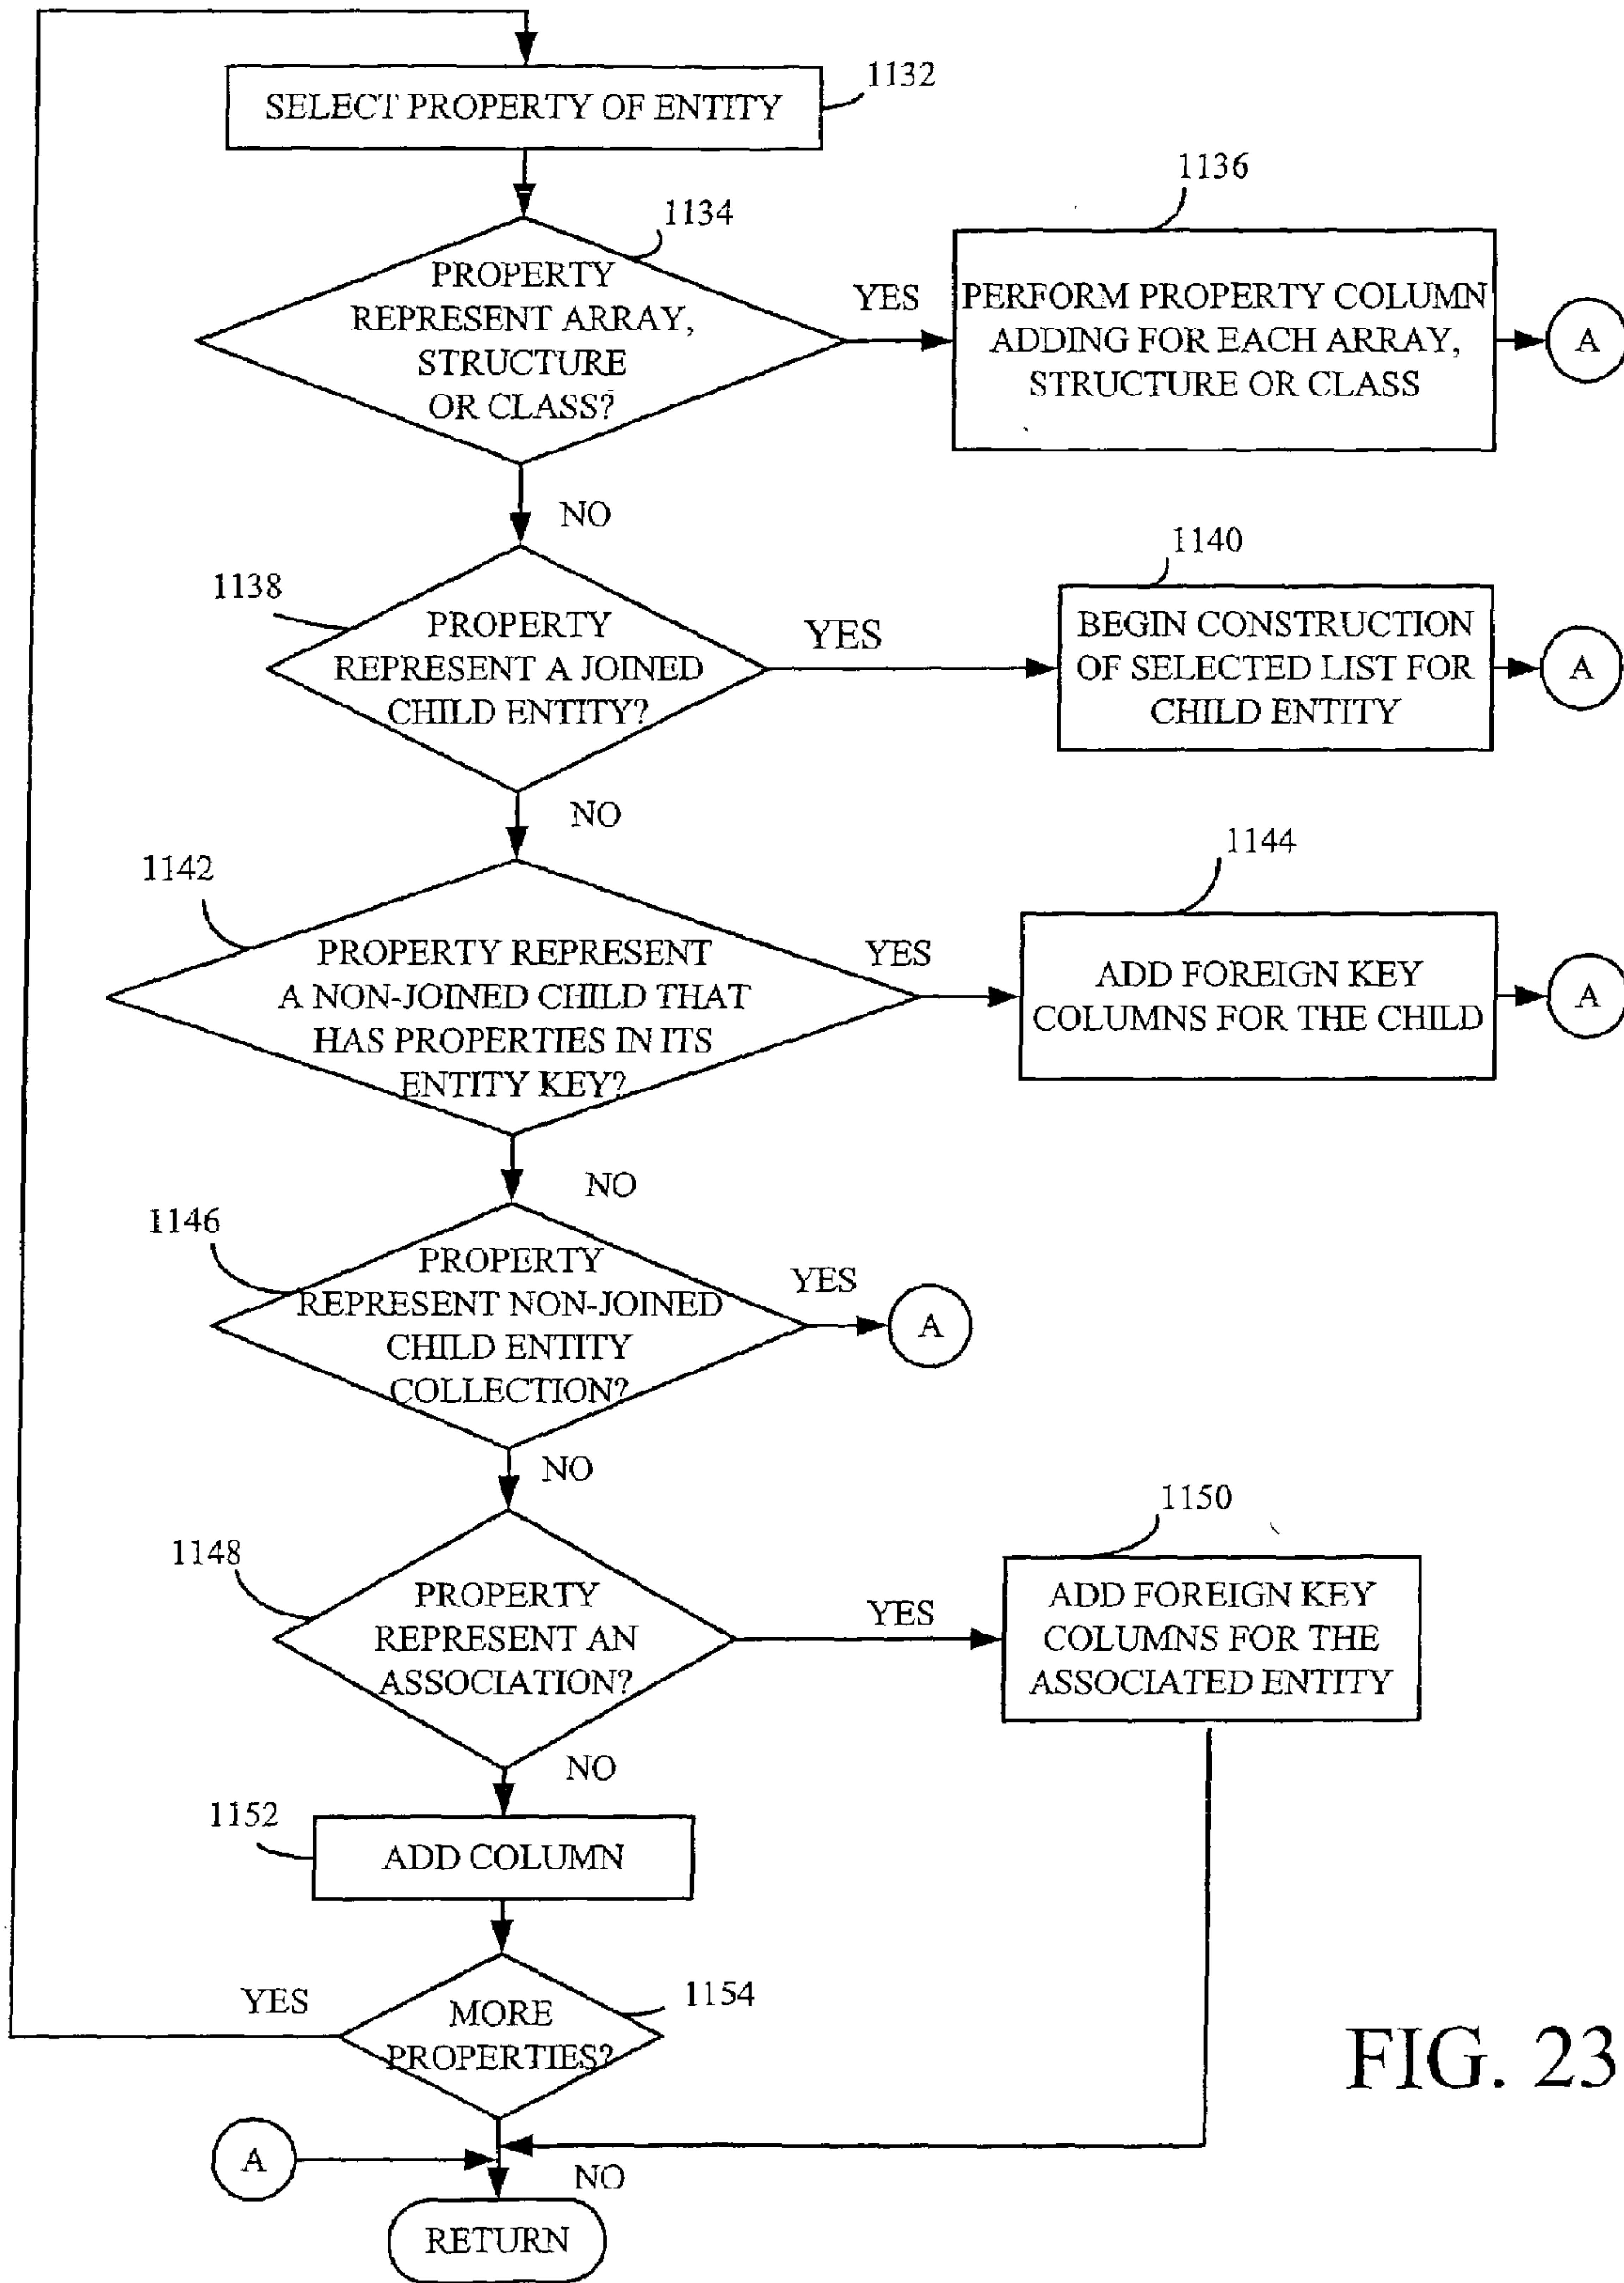 1132
SELECT PROPERTY OF ENTITY
1134
PROPERTY
REPRESENT ARRAY,
STRUCTURE
OR CLASS?
YES
1136
PERFORM PROPERTY COLUMN
ADDING FOR EACH ARRAY,
STRUCTURE OR CLASS
A
NO
1138
PROPERTY
REPRESENT A JOINED
CHILD ENTITY?
YES
1140
BEGIN CONSTRUCTION
OF SELECTED LIST FOR
CHILD ENTITY
A
NO
1142
PROPERTY REPRESENT
A NON-JOINED CHILD THAT
HAS PROPERTIES IN ITS
ENTITY KEY?
YES
1144
ADD FOREIGN KEY
COLUMNS FOR THE CHILD
A
NO
1146
PROPERTY
REPRESENT NON-JOINED
CHILD ENTITY
COLLECTION?
YES
A
NO
1148
PROPERTY
REPRESENT AN
ASSOCIATION?
YES
1150
ADD FOREIGN KEY
COLUMNS FOR THE
ASSOCIATED ENTITY
NO
1152
ADD COLUMN
1154
MORE
PROPERTIES?
YES
A
NO
RETURN
FIG. 23